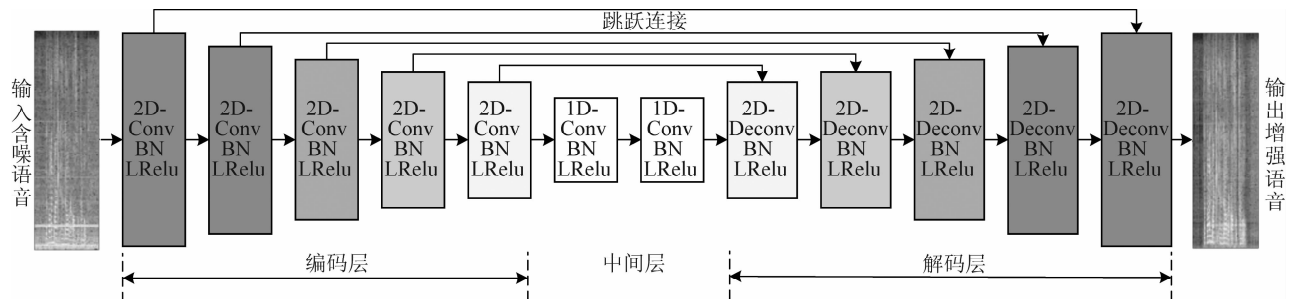 跳跃连接
输入含噪语音
2D-
Conv
BN
LRelu
2D-
Conv
BN
LRelu
2D-
Conv
BN
LRelu
2D-
Conv
BN
LRelu
2D-
Conv
BN
LRelu
1D-
Conv
BN
LRelu
1D-
Conv
BN
LRelu
2D-
Deconv
BN
LRelu
2D-
Deconv
BN
LRelu
2D-
Deconv
BN
LRelu
2D-
Deconv
BN
LRelu
2D-
Deconv
BN
LRelu
输出增强语音
编码层
中间层
解码层